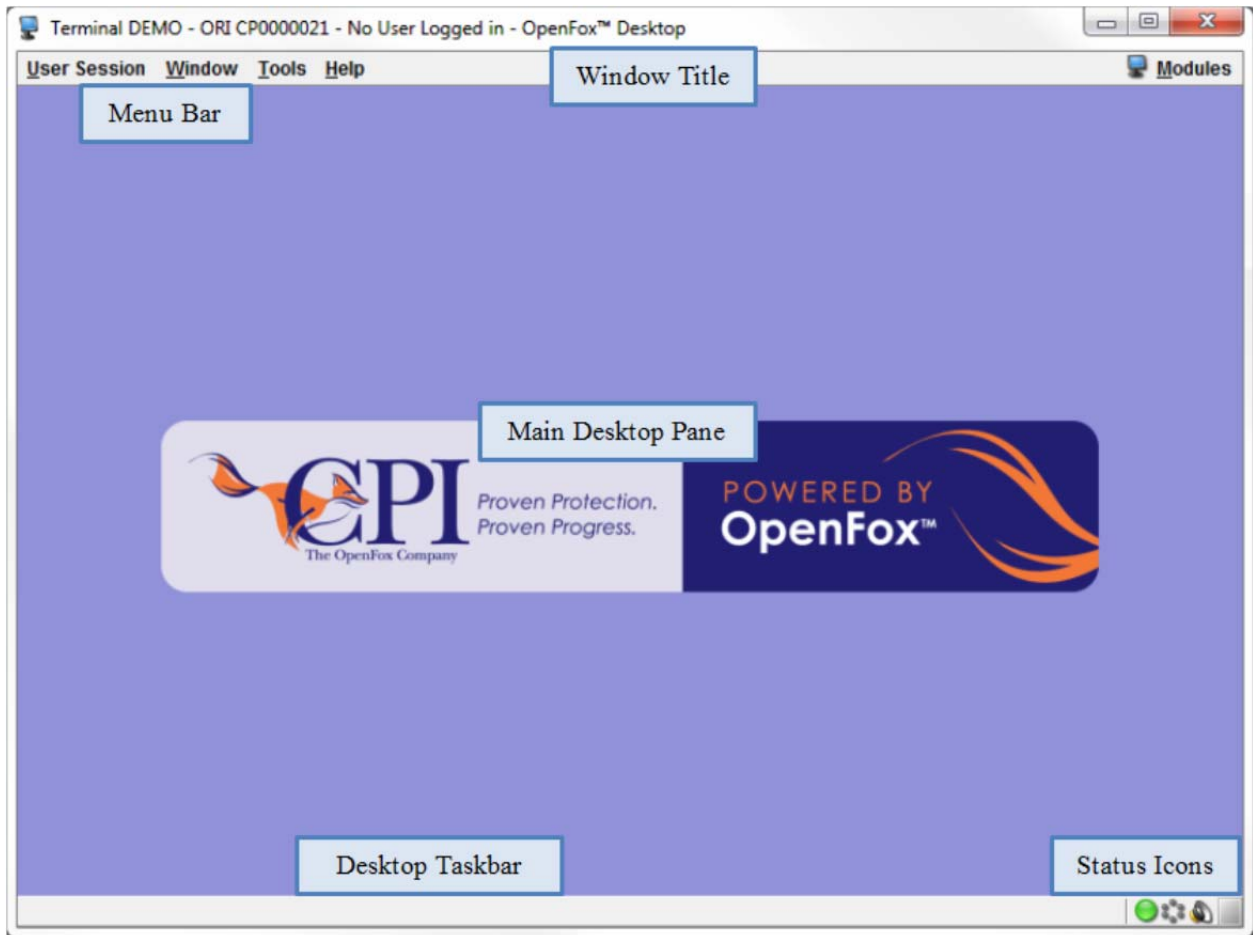 Terminal DEMO - ORI CP0000021 - No User Logged in - OpenFox™ Desktop
User Session Window Tools Help
Modules
Window Title
Menu Bar
Main Desktop Pane
CPI
The OpenFox Company
Proven Protection.
Proven Progress.
POWERED BY
OpenFox™
Desktop Taskbar
Status Icons